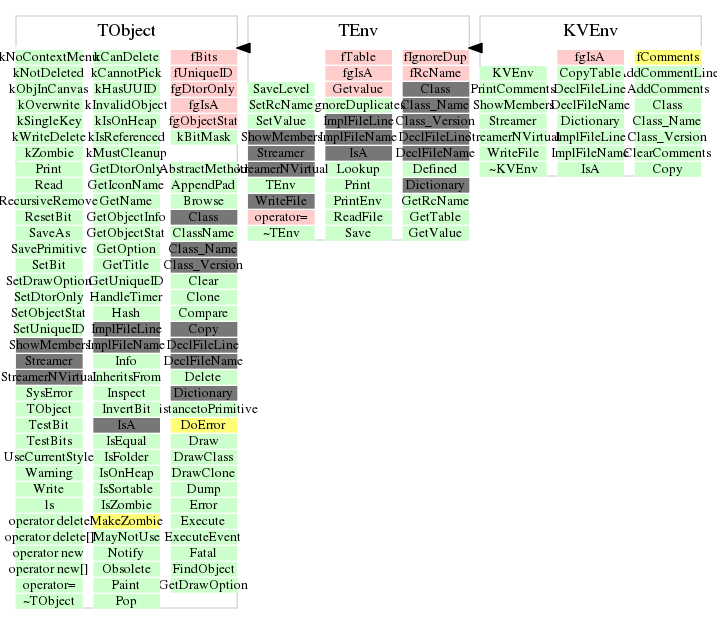 TObject TEnv KVEnv
kNoContextMenu kCanDelete fBits fTable fIgnoreDup fgIsA fComments
kNotDeleted kCannotPick fUniqueID fgIsA fRcName KVEnv CopyTable AddCommentLine
kObjInCanvas kHasUUID fgDtorOnly SaveLevel Getvalue Class PrintComments DeclFileLine AddComments
kOverwrite kInvalidObject fgIsA SetRcName IgnoreDuplicates Class_Name ShowMembers DeclFileName Class
kSingleKey kIsOnHeap fgObjectStat SetValue ImplFileLine Class_Version Streamer Dictionary Class_Name
kWriteDelete kIsReferenced kBitMask ShowMembers ImplFileName DeclFileLine StreamerNVirtual ImplFileLine Class_Version
kZombie kMustCleanup Streamer IsA DeclFileName WriteFile ImplFileName ClearComments
Print GetDtorOnly AbstractMethod StreamerNVirtual Lookup Defined ~KVEnv IsA Copy
Read GetIconName AppendPad TEnv Print Dictionary
RecursiveRemove GetName Browse WriteFile PrintEnv GetRcName
ResetBit GetObjectInfo Class operator= ReadFile GetTable
SaveAs GetObjectStat ClassName ~TEnv Save GetValue
SavePrimitive GetOption Class_Name
SetBit GetTitle Class_Version
SetDrawOption GetUniqueID Clear
SetDtorOnly HandleTimer Clone
SetObjectStat Hash Compare
SetUniqueID ImplFileLine Copy
ShowMembers ImplFileName DeclFileLine
Streamer Info DeclFileName
StreamerNVirtual InheritsFrom Delete
SysError Inspect Dictionary
TObject InvertBit DistancetoPrimitive
TestBit IsA DoError
TestBits IsEqual Draw
UseCurrentStyle IsFolder DrawClass
Warning IsOnHeap DrawClone
Write IsSortable Dump
ls IsZombie Error
operator delete MakeZombie Execute
operator delete[] MayNotUse ExecuteEvent
operator new Notify Fatal
operator new[] Obsolete FindObject
operator= Paint GetDrawOption
~TObject Pop